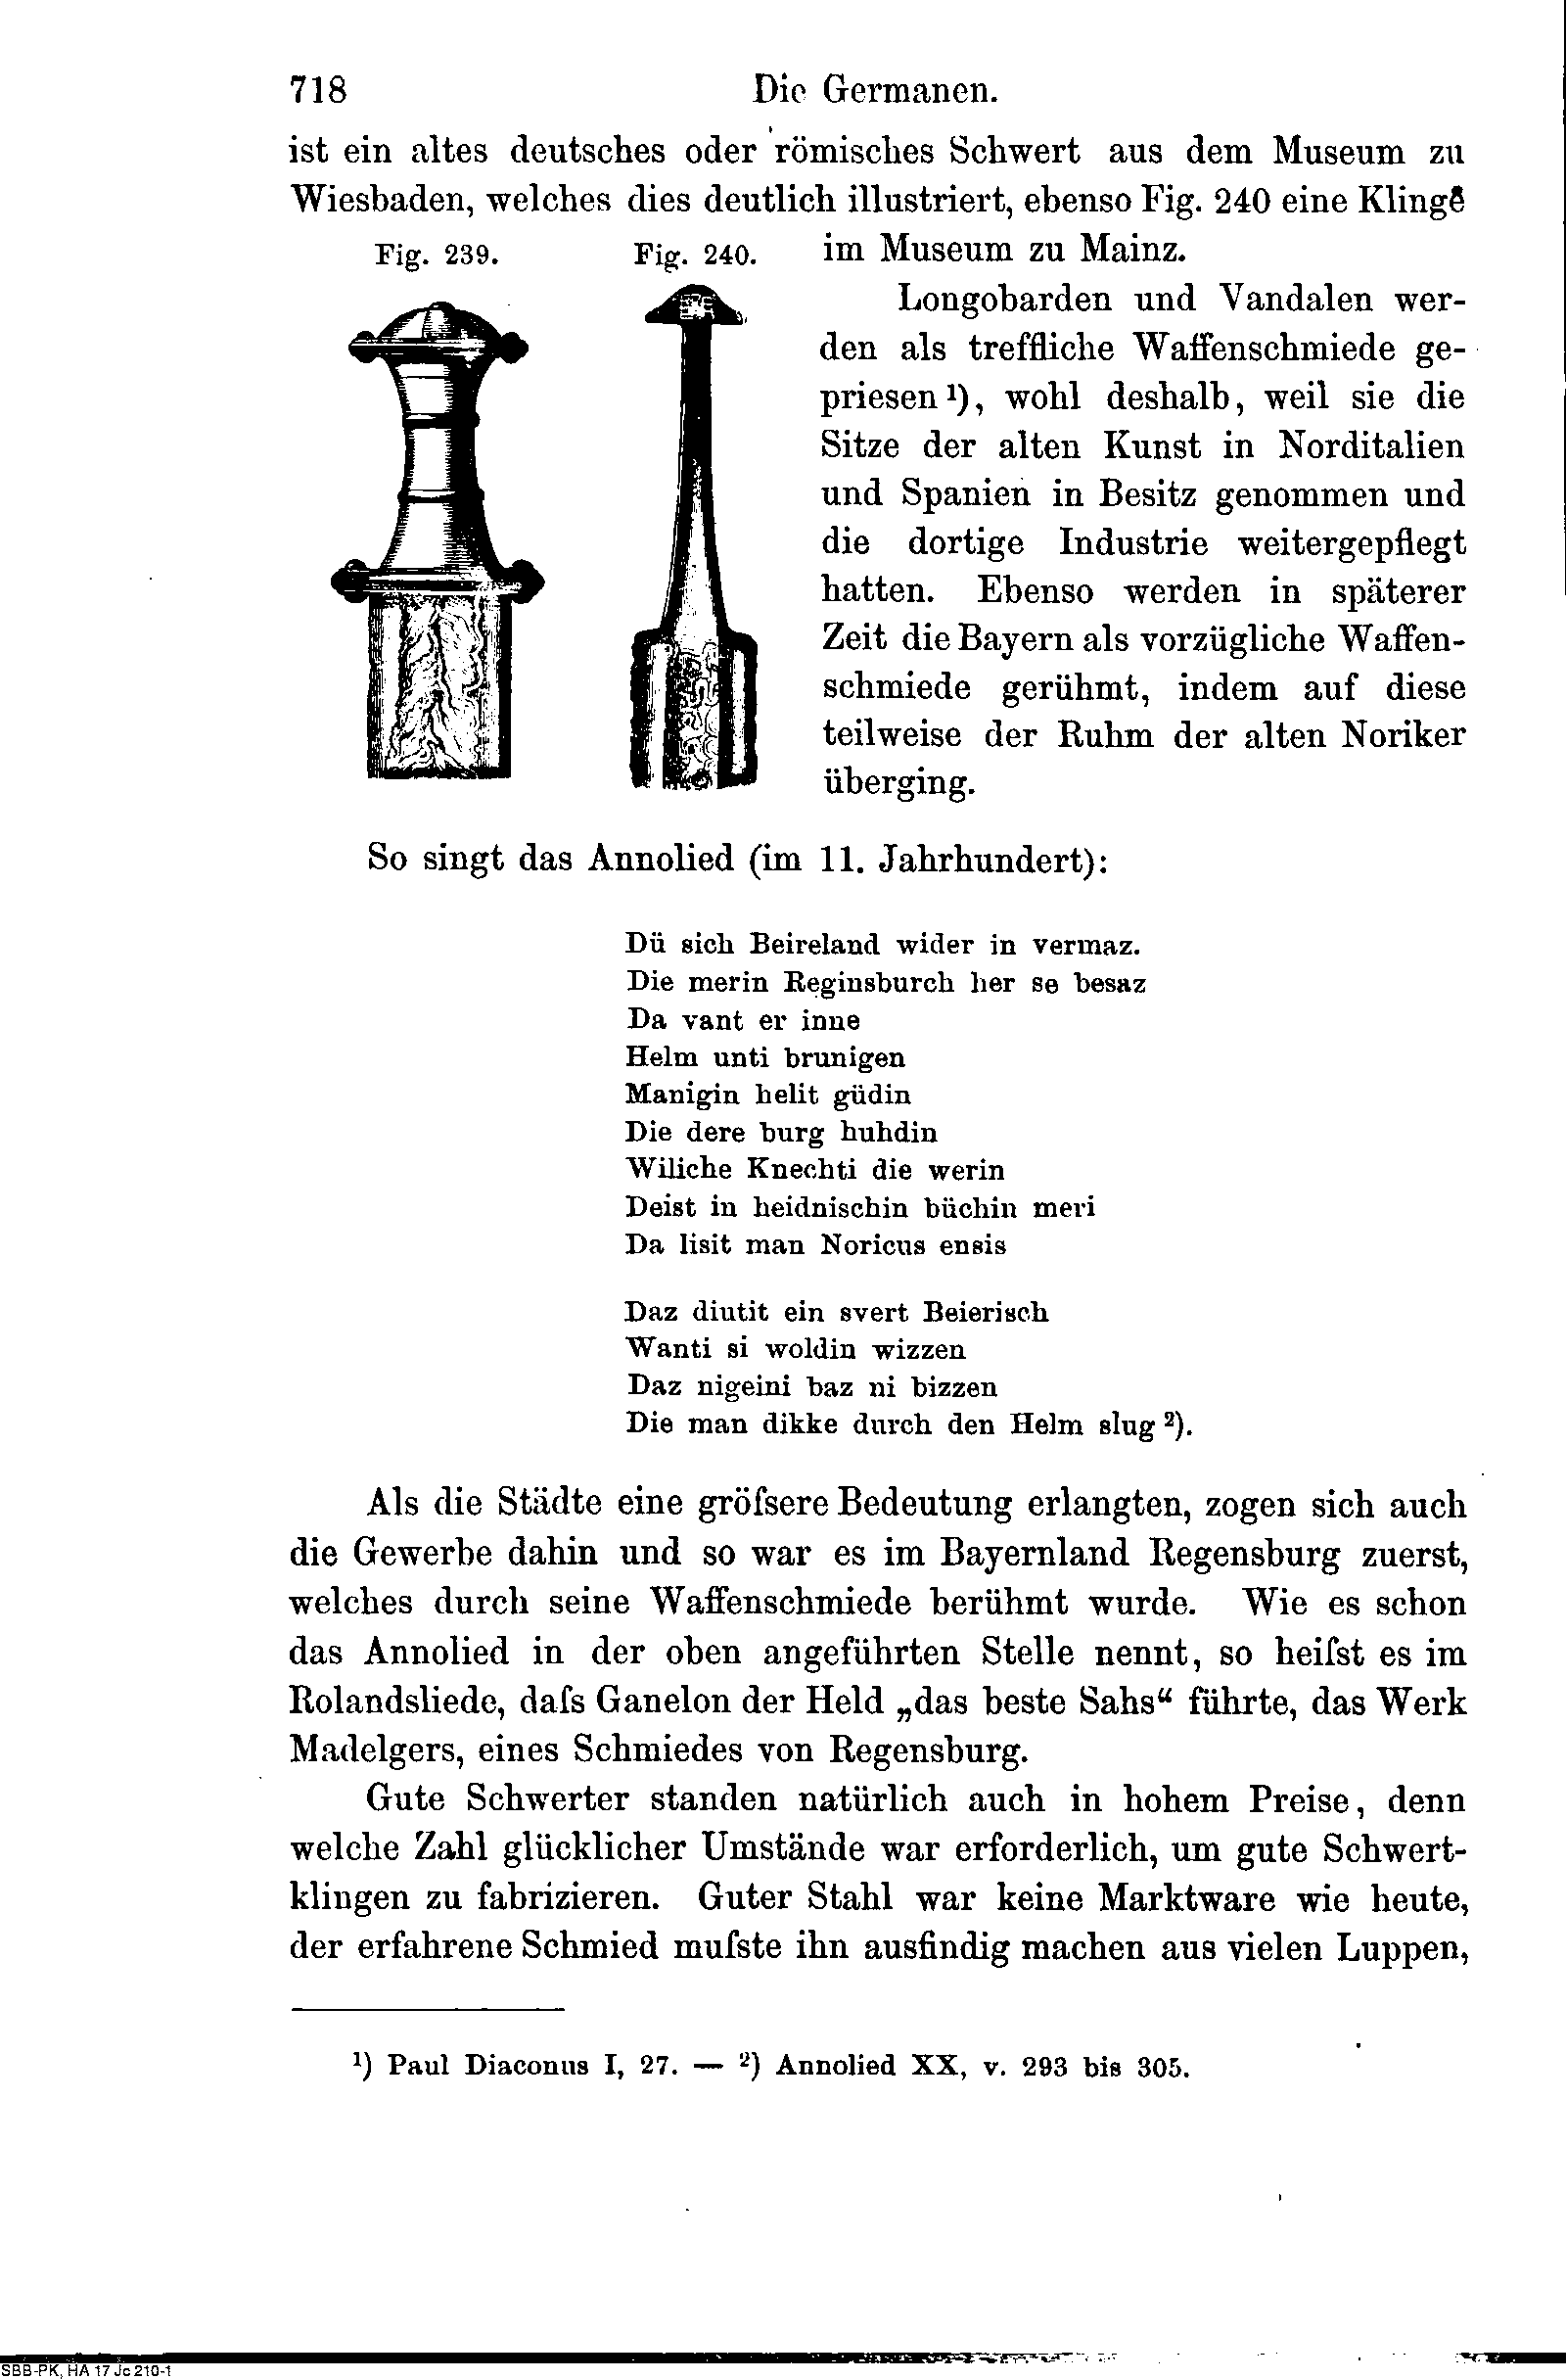 718
Die Germanen.
ist ein altes deutsches oder römisches Schwert aus dem Museum zu
Wiesbaden, welches dies deutlich illustriert, ebenso Fig. 240 eine Klinge
Fig. 239.
Fig. 240.
im Museum zu Mainz.
Longobarden und Vandalen wer-
den als treffliche Waffenschmiede ge-
priesen ¹), wohl deshalb, weil sie die
Sitze der alten Kunst in Norditalien
und Spanien in Besitz genommen und
die dortige Industrie weitergepflegt
hatten. Ebenso werden in späterer
Zeit die Bayern als vorzügliche Waffen-
schmiede gerühmt, indem auf diese
teilweise der Ruhm der alten Noriker
überging.
So singt das Annolied (im 11. Jahrhundert):
Dü sich Beireland wider in vermaz.
Die merin Reginsburch her se besaz
Da vant er inne
Helm unti brunigen
Manigin helit güdin
Die dere burg huhdin
Wiliche Knechti die werin
Deist in heidnischin büchin meri
Da lisit man Noricus ensis
Daz diutit ein svert Beierisch
Wanti si woldin wizzen
Daz nigeini baz ni bizzen
Die man dikke durch den Helm slug ²).
Als die Städte eine gröſsere Bedeutung erlangten, zogen sich auch
die Gewerbe dahin und so war es im Bayernland Regensburg zuerst,
welches durch seine Waffenschmiede berühmt wurde. Wie es schon
das Annolied in der oben angeführten Stelle nennt, so heiſst es im
Rolandsliede, daſs Ganelon der Held „das beste Sahs“ führte, das Werk
Madelgers, eines Schmiedes von Regensburg.
Gute Schwerter standen natürlich auch in hohem Preise, denn
welche Zahl glücklicher Umstände war erforderlich, um gute Schwert-
klingen zu fabrizieren. Guter Stahl war keine Marktware wie heute,
der erfahrene Schmied muſste ihn ausfindig machen aus vielen Luppen,
¹) Paul Diaconus I, 27. — ²) Annolied XX, v. 293 bis 305.
SBB-PK, HA 17 Jc 210-1